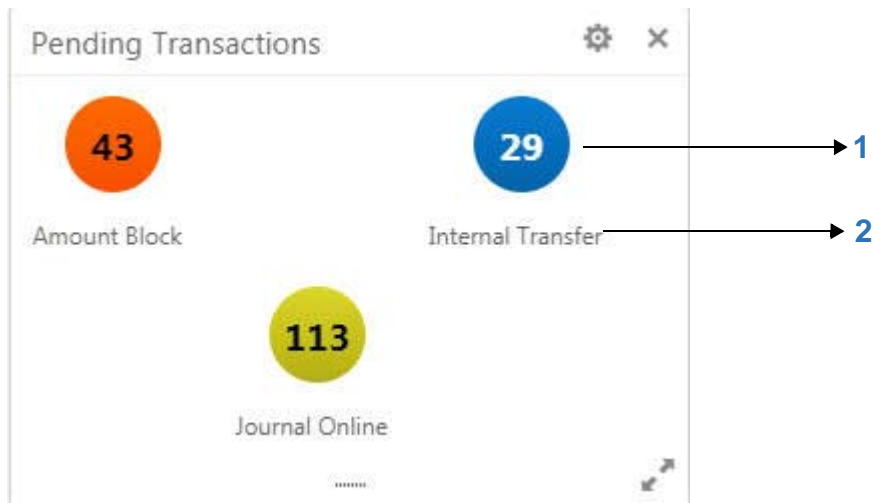 Pending Transactions
43
29
1
Amount Block
Internal Transfer
2
113
Journal Online